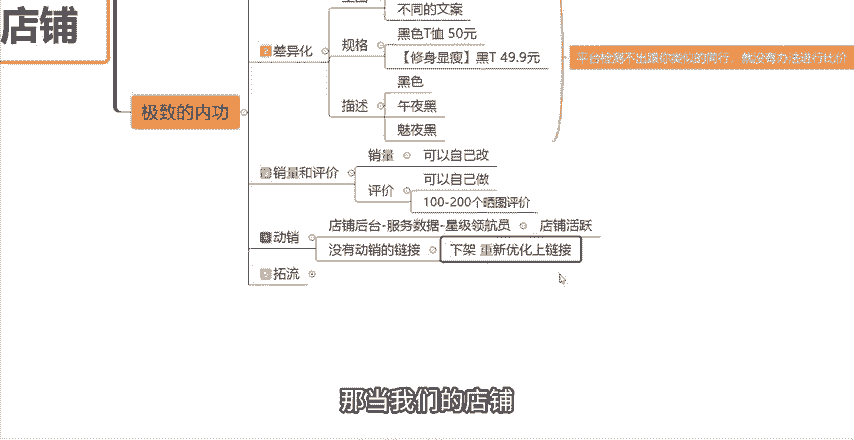 店铺
不同的文案
差异化
规格
黑色T恤 50元
【修身显瘦】黑T 49.9元
极致的内功
描述
黑色
午夜黑
魅夜黑
销量和评价
销量
可以自己改
评价
可以自己做
100-200个晒图评价
动销
店铺后台-服务数据-星级领航员
店铺活跃
没有动销的链接
下架 重新优化上链接
拓流
那当我们的店铺